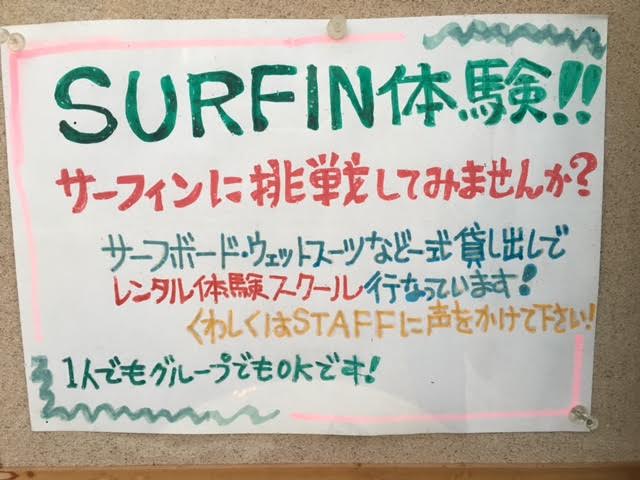 SURFIN体験!!
サーフィンに挑戦してみませんか?
サーフボード・ウェットスーツなど一式貸し出しで
レンタル体験スクール行なっています!
くわしくはSTAFFに声をかけて下さい!
1人でもグループでもOKです!